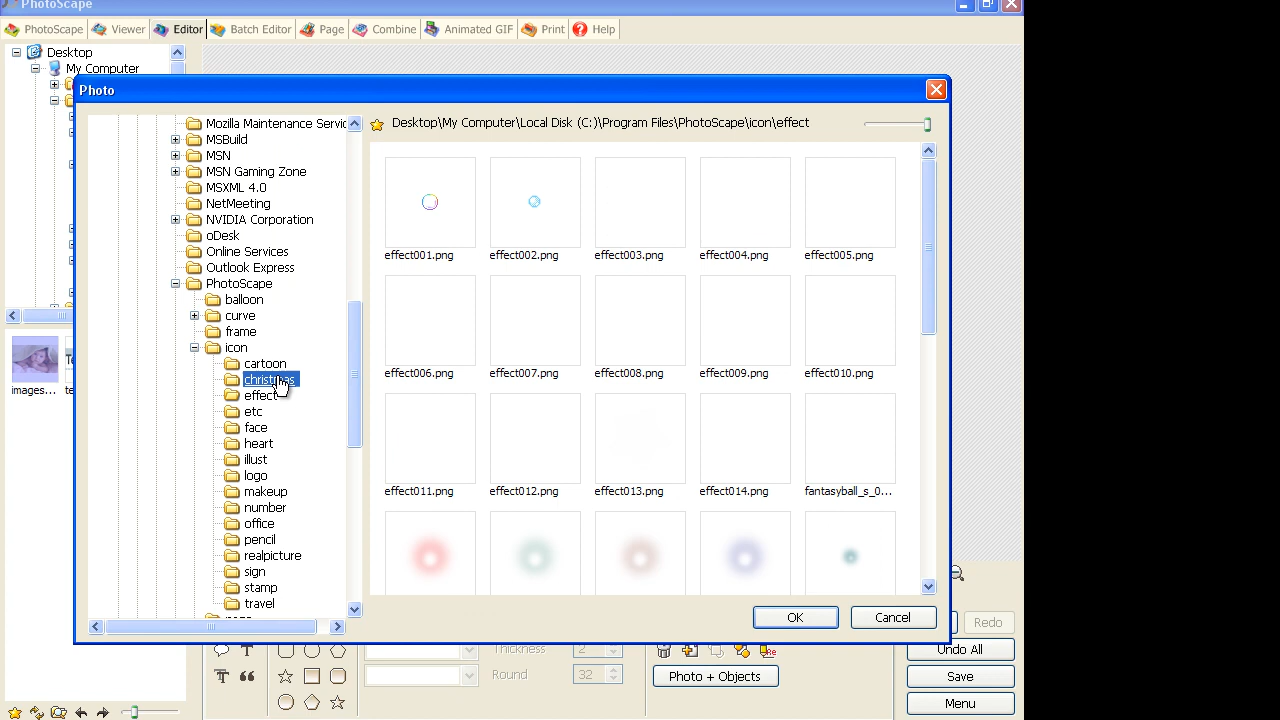 PhotoScape
PhotoScape
Viewer
Editor
Batch Editor
Page
Combine
Animated GIF
Print
Help
Desktop
My Computer
Photo
Mozilla Maintenance Servic
MSBuild
MSN
MSN Gaming Zone
MSXML 4.0
NetMeeting
NVIDIA Corporation
oDesk
Online Services
Outlook Express
PhotoScape
balloon
curve
frame
icon
cartoon
christmas
effect
etc
face
heart
illust
logo
makeup
number
office
pencil
realpicture
sign
stamp
travel
Desktop\My Computer\Local Disk (C:)\Program Files\PhotoScape\icon\effect
effect001.png
effect002.png
effect003.png
effect004.png
effect005.png
effect006.png
effect007.png
effect008.png
effect009.png
effect010.png
effect011.png
effect012.png
effect013.png
effect014.png
fantasyball_s_0...
OK
Cancel
images...
te
Thickness
2
Round
32
Photo + Objects
Redo
Undo All
Save
Menu